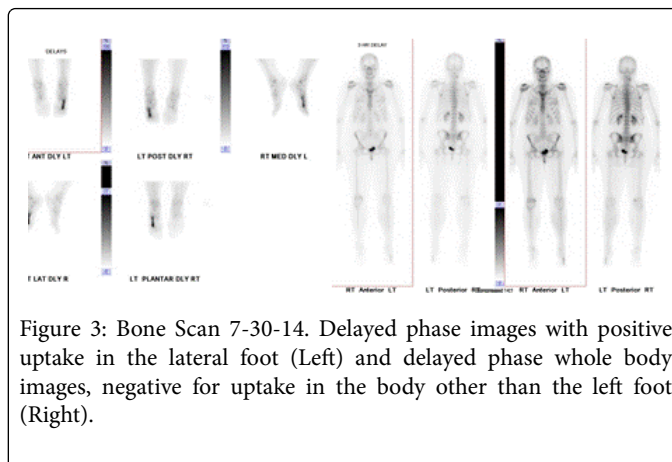 DELAYS
3 HR DELAY
T ANT DLY LT
LT POST DLY RT
RT MED DLY L
T LAT DLY R
LT PLANTAR DLY RT
RT Anterior LT
LT Posterior RT
RT Anterior LT
LT Posterior RT
Figure 3: Bone Scan 7-30-14. Delayed phase images with positive
uptake in the lateral foot (Left) and delayed phase whole body
images, negative for uptake in the body other than the left foot
(Right).